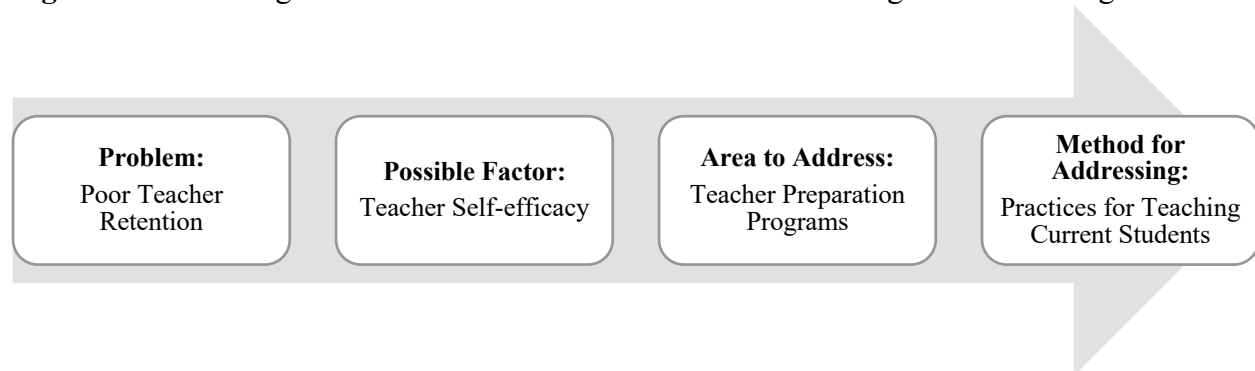 Problem:
Poor Teacher
Retention
Possible Factor:
Teacher Self-efficacy
Area to Address:
Teacher Preparation
Programs
Method for
Addressing:
Practices for Teaching
Current Students